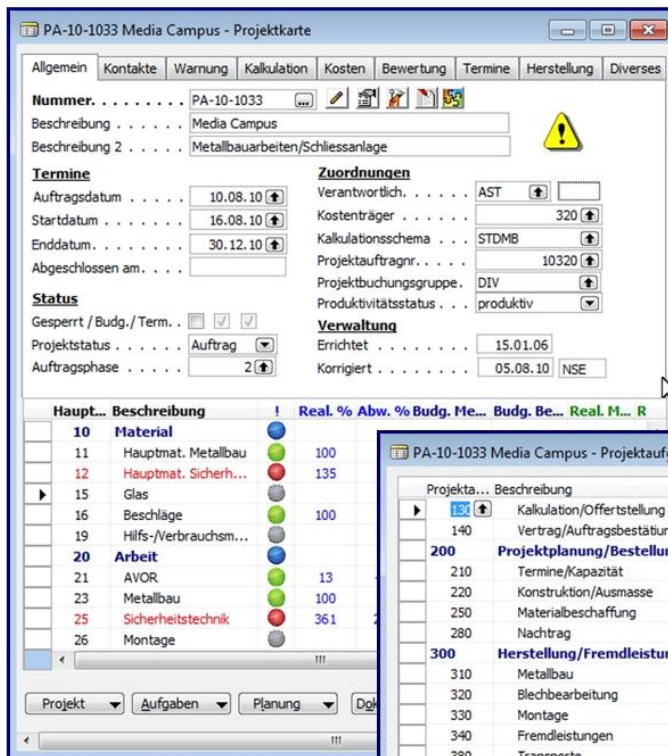 PA-10-1033 Media Campus - Projektkarte
Allgemein Kontakte Warnung Kalkulation Kosten Bewertung Termine Herstellung Diverses
Nummer. . . . . . . . . PA-10-1033 ...
Beschreibung . . . . . . Media Campus
Beschreibung 2 . . . . . Metallbauarbeiten/Schliessanlage
Termine
Auftragsdatum . . . . . 10.08.10
Startdatum . . . . . . 16.08.10
Enddatum. . . . . . . . 30.12.10
Abgeschlossen am. . . .
Status
Gesperrt / Budg./ Term. .
Projektstatus . . . . . . Auftrag
Auftragsphase . . . . . 2
Zuordnungen
Verantwortlich. . . . . . AST
Kostenträger . . . . . . 320
Kalkulationsschema . . . STDMB
Projektauftragnr. . . . . 10320
Projektbuchungsgruppe. DIV
Produktivitätsstatus . . . produktiv
Verwaltung
Errichtet . . . . . . . . 15.01.06
Korrigiert . . . . . . . . 05.08.10 NSE
Haupt... Beschreibung ! Real. % Abw. % Budg. Me... Budg. Be... Real. M... R
10 Material
11 Hauptmat. Metallbau 100
12 Hauptmat. Sicherh... 135
15 Glas
16 Beschläge 100
19 Hilfs-/Verbrauchsm...
20 Arbeit
21 AVOR 13
23 Metallbau 100
25 Sicherheitstechnik 361
26 Montage
Projekt Aufgaben Planung Dok
PA-10-1033 Media Campus - Projektaufg
Projekta... Beschreibung
130 Kalkulation/Offertstellung
140 Vertrag/Auftragsbestätiun
200 Projektplanung/Bestellun
210 Termine/Kapazität
220 Konstruktion/Ausmasse
250 Materialbeschaffung
280 Nachtrag
300 Herstellung/Fremdleistun
310 Metallbau
320 Blechbearbeitung
330 Montage
340 Fremdleistungen
380 Transporte